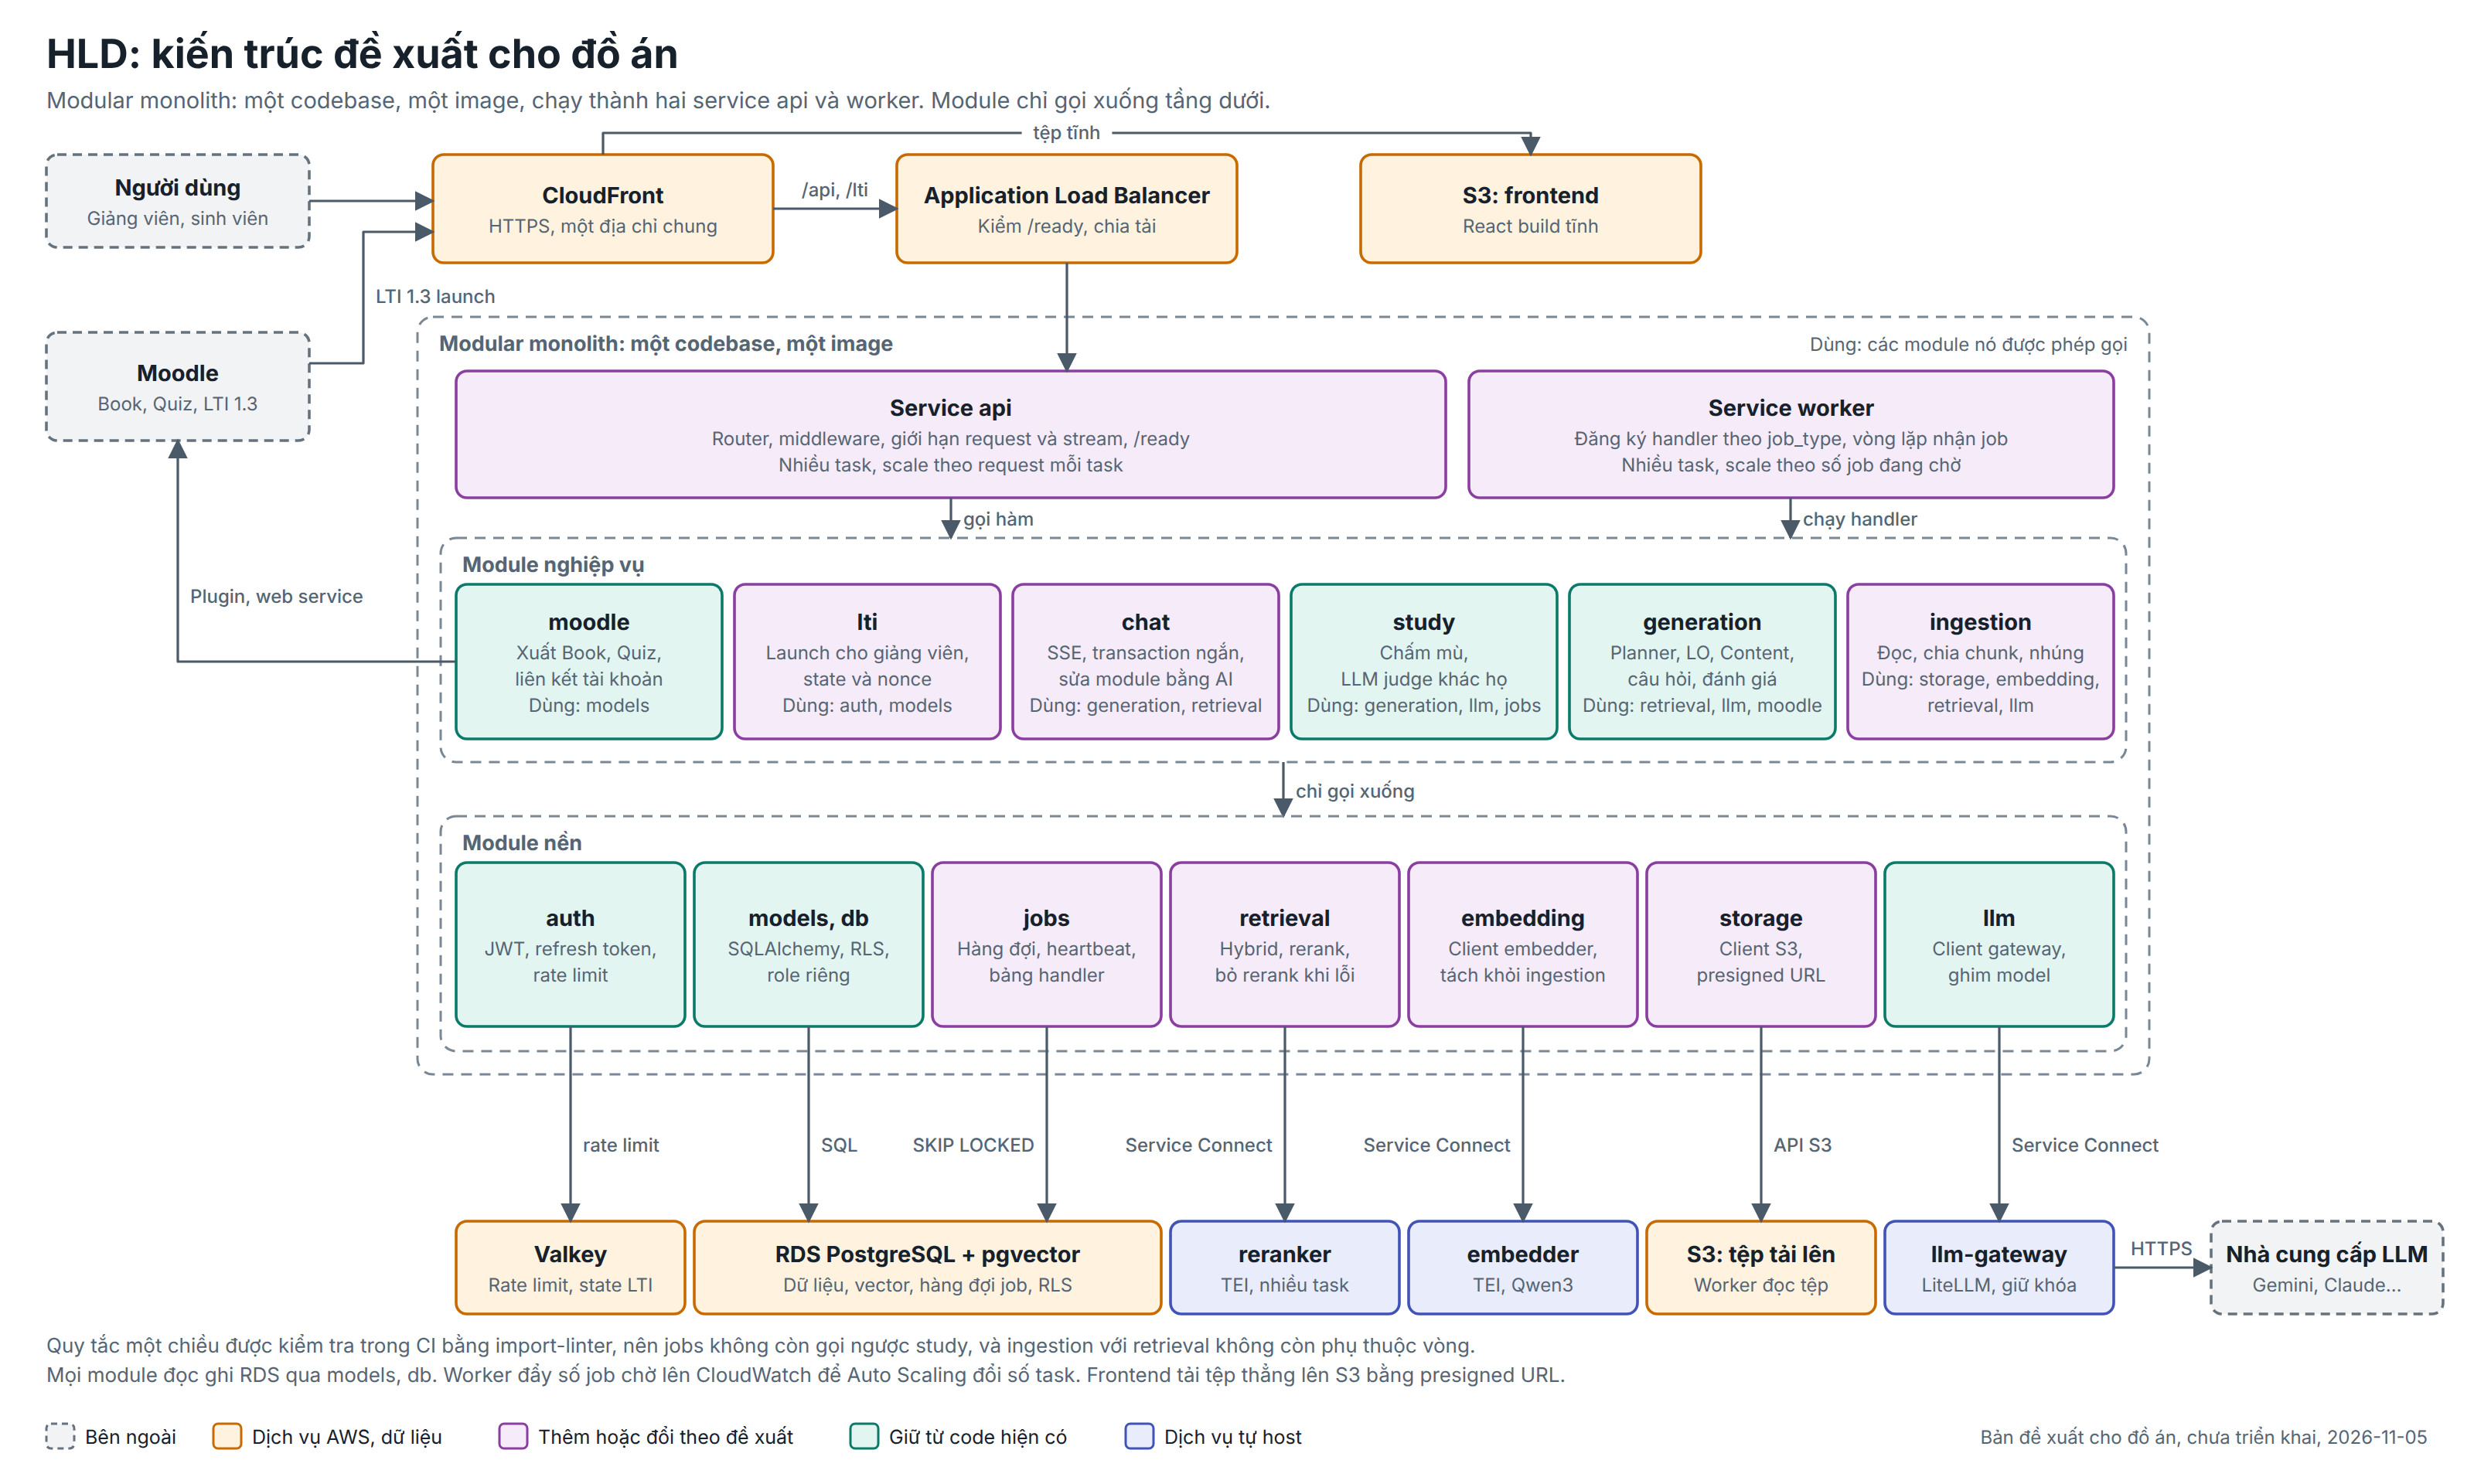 HLD: kiến trúc đề xuất cho đồ án
Modular monolith: một codebase, một image, chạy thành hai service api và worker. Module chỉ gọi xuống tầng dưới.
tệp tĩnh
Người dùng
Giảng viên, sinh viên
CloudFront
HTTPS, một địa chỉ chung
/api, /lti
Application Load Balancer
Kiểm /ready, chia tải
S3: frontend
React build tĩnh
LTI 1.3 launch
Moodle
Book, Quiz, LTI 1.3
Modular monolith: một codebase, một image
Dùng: các module nó được phép gọi
Service api
Router, middleware, giới hạn request và stream, /ready
Nhiều task, scale theo request mỗi task
Service worker
Đăng ký handler theo job_type, vòng lặp nhận job
Nhiều task, scale theo số job đang chờ
gọi hàm
chạy handler
Plugin, web service
Module nghiệp vụ
moodle
Xuất Book, Quiz,
liên kết tài khoản
Dùng: models
lti
Launch cho giảng viên,
state và nonce
Dùng: auth, models
chat
SSE, transaction ngắn,
sửa module bằng AI
Dùng: generation, retrieval
study
Chấm mù,
LLM judge khác họ
Dùng: generation, llm, jobs
generation
Planner, LO, Content,
câu hỏi, đánh giá
Dùng: retrieval, llm, moodle
ingestion
Đọc, chia chunk, nhúng
Dùng: storage, embedding,
retrieval, llm
chỉ gọi xuống
Module nền
auth
JWT, refresh token,
rate limit
models, db
SQLAlchemy, RLS,
role riêng
jobs
Hàng đợi, heartbeat,
bảng handler
retrieval
Hybrid, rerank,
bỏ rerank khi lỗi
embedding
Client embedder,
tách khỏi ingestion
storage
Client S3,
presigned URL
llm
Client gateway,
ghim model
rate limit
SQL
SKIP LOCKED
Service Connect
Service Connect
API S3
Service Connect
Valkey
Rate limit, state LTI
RDS PostgreSQL + pgvector
Dữ liệu, vector, hàng đợi job, RLS
reranker
TEI, nhiều task
embedder
TEI, Qwen3
S3: tệp tải lên
Worker đọc tệp
llm-gateway
LiteLLM, giữ khóa
HTTPS
Nhà cung cấp LLM
Gemini, Claude...
Quy tắc một chiều được kiểm tra trong CI bằng import-linter, nên jobs không còn gọi ngược study, và ingestion với retrieval không còn phụ thuộc vòng.
Mọi module đọc ghi RDS qua models, db. Worker đẩy số job chờ lên CloudWatch để Auto Scaling đổi số task. Frontend tải tệp thẳng lên S3 bằng presigned URL.
Bên ngoài
Dịch vụ AWS, dữ liệu
Thêm hoặc đổi theo đề xuất
Giữ từ code hiện có
Dịch vụ tự host
Bản đề xuất cho đồ án, chưa triển khai, 2026-11-05